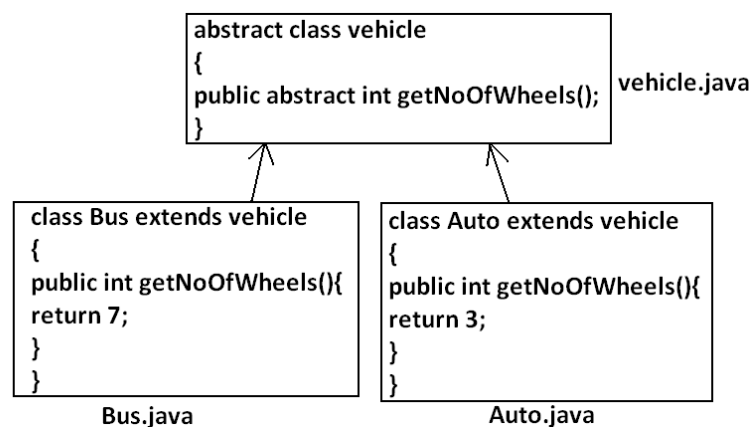 abstract class vehicle
{
public abstract int getNoOfWheels();
}
vehicle.java
class Bus extends vehicle
{
public int getNoOfWheels(){
return 7;
}
}
Bus.java
class Auto extends vehicle
{
public int getNoOfWheels(){
return 3;
}
}
Auto.java